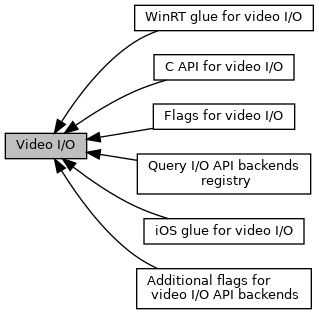 WinRT glue for video I/O
C API for video I/O
Flags for video I/O
Video I/O
Query I/O API backends
registry
iOS glue for video I/O
Additional flags for
video I/O API backends